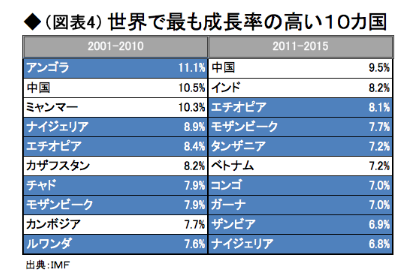 ◆(図表4)世界で最も成長率の高い10カ国
2001-2010 2011-2015
アンゴラ 11.1% 中国 9.5%
中国 10.5% インド 8.2%
ミャンマー 10.3% エチオピア 8.1%
ナイジェリア 8.9% モザンビーク 7.7%
エチオピア 8.4% タンザニア 7.2%
カザフスタン 8.2% ベトナム 7.2%
チャド 7.9% コンゴ 7.0%
モザンビーク 7.9% ガーナ 7.0%
カンボジア 7.7% ザンビア 6.9%
ルワンダ 7.6% ナイジェリア 6.8%
出典:IMF